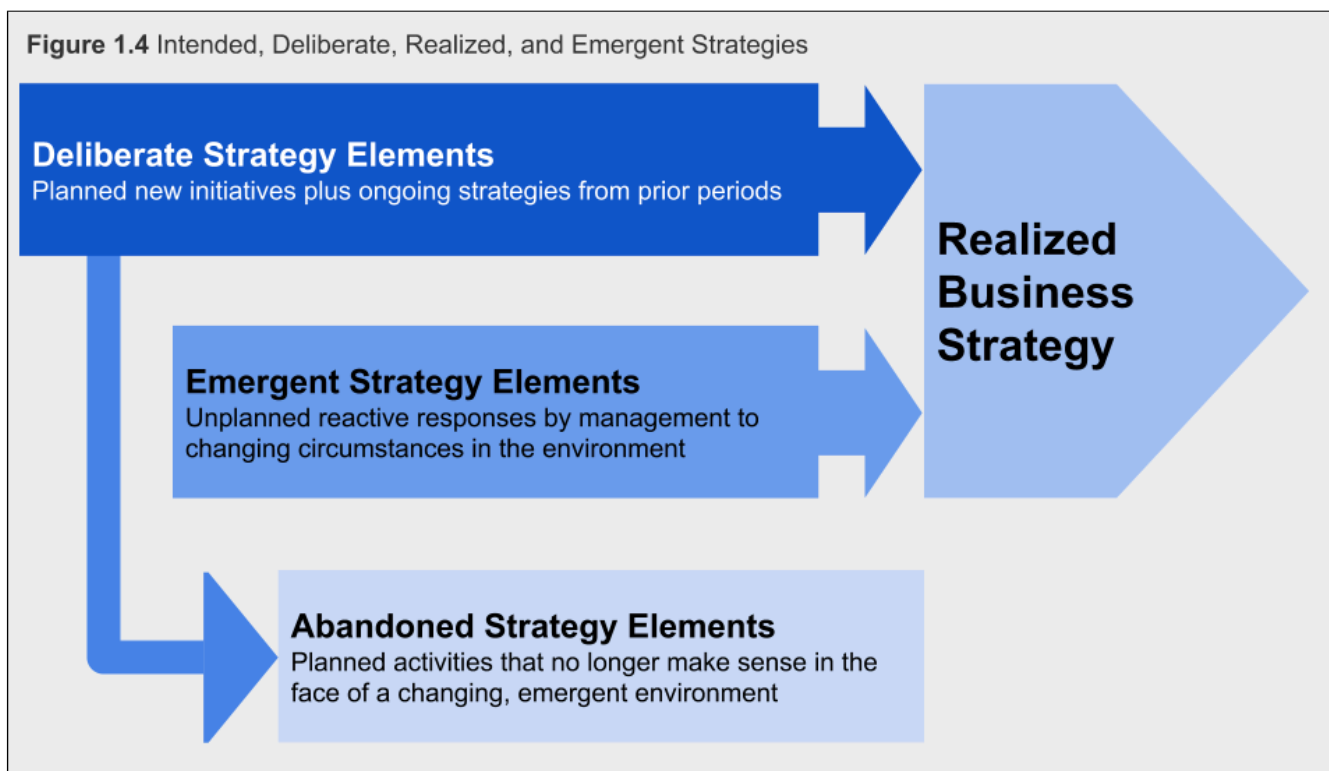 Figure 1.4 Intended, Deliberate, Realized, and Emergent Strategies
Deliberate Strategy Elements
Planned new initiatives plus ongoing strategies from prior periods
Realized
Business
Strategy
Emergent Strategy Elements
Unplanned reactive responses by management to
changing circumstances in the environment
Abandoned Strategy Elements
Planned activities that no longer make sense in the
face of a changing, emergent environment